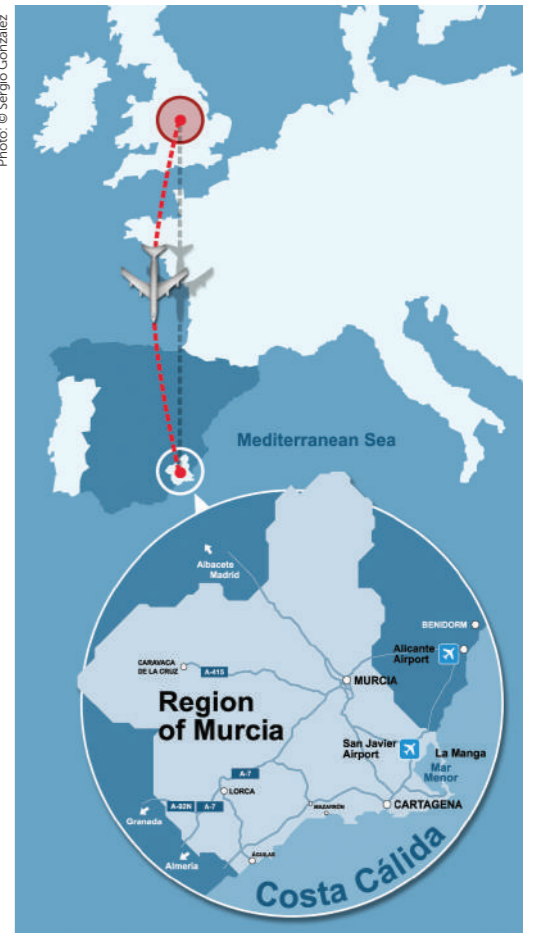 Photo: © Sergio González
Mediterranean Sea
Albacete
Madrid
BENIDORM
Alicante
Airport
CARAVACA
DE LA CRUZ
A-415
MURCIA
Region
of Murcia
San Javier
Airport
La Manga
Mar
Menor
A-7
LORCA
MAZARRÓN
CARTAGENA
A-92N
A-7
Granada
ÁGUILAS
Almería
Costa Cálida